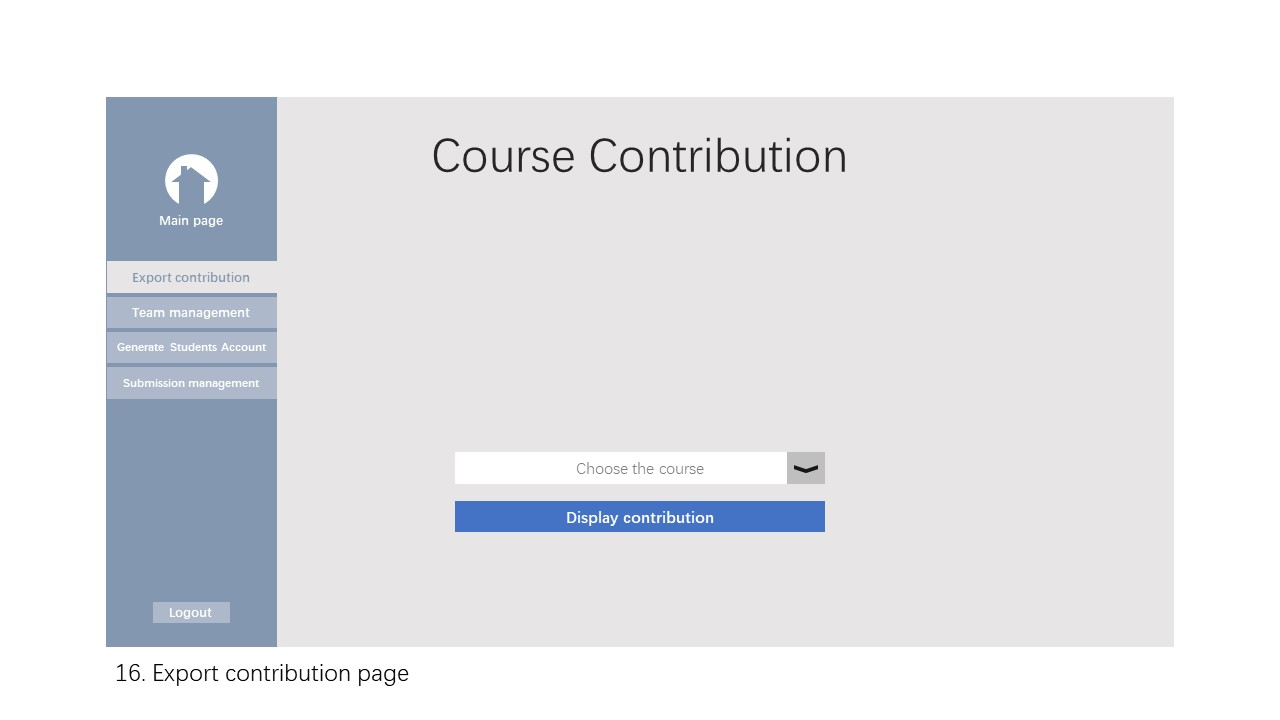 Course Contribution
Main page
Export contribution
Team management
Generate Students Account
Submission management
Choose the course
Display contribution
Logout
16. Export contribution page